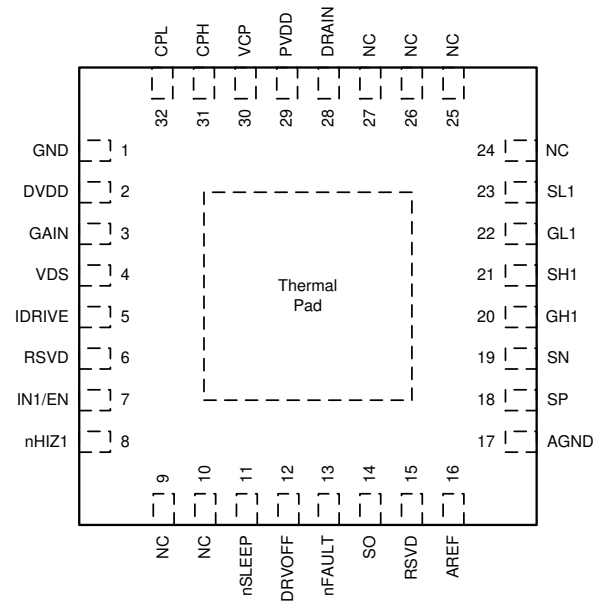 CPL
CPH
VCP
PVDD
DRAIN
NC
NC
NC
32
31
30
29
28
27
26
25
GND 1
DVDD 2
GAIN 3
VDS 4
IDRIVE 5
RSVD 6
IN1/EN 7
nHIZ1 8
Thermal
Pad
24 NC
23 SL1
22 GL1
21 SH1
20 GH1
19 SN
18 SP
17 AGND
9
10
11
12
13
14
15
16
NC
NC
nSLEEP
DRVOFF
nFAULT
SO
RSVD
AREF